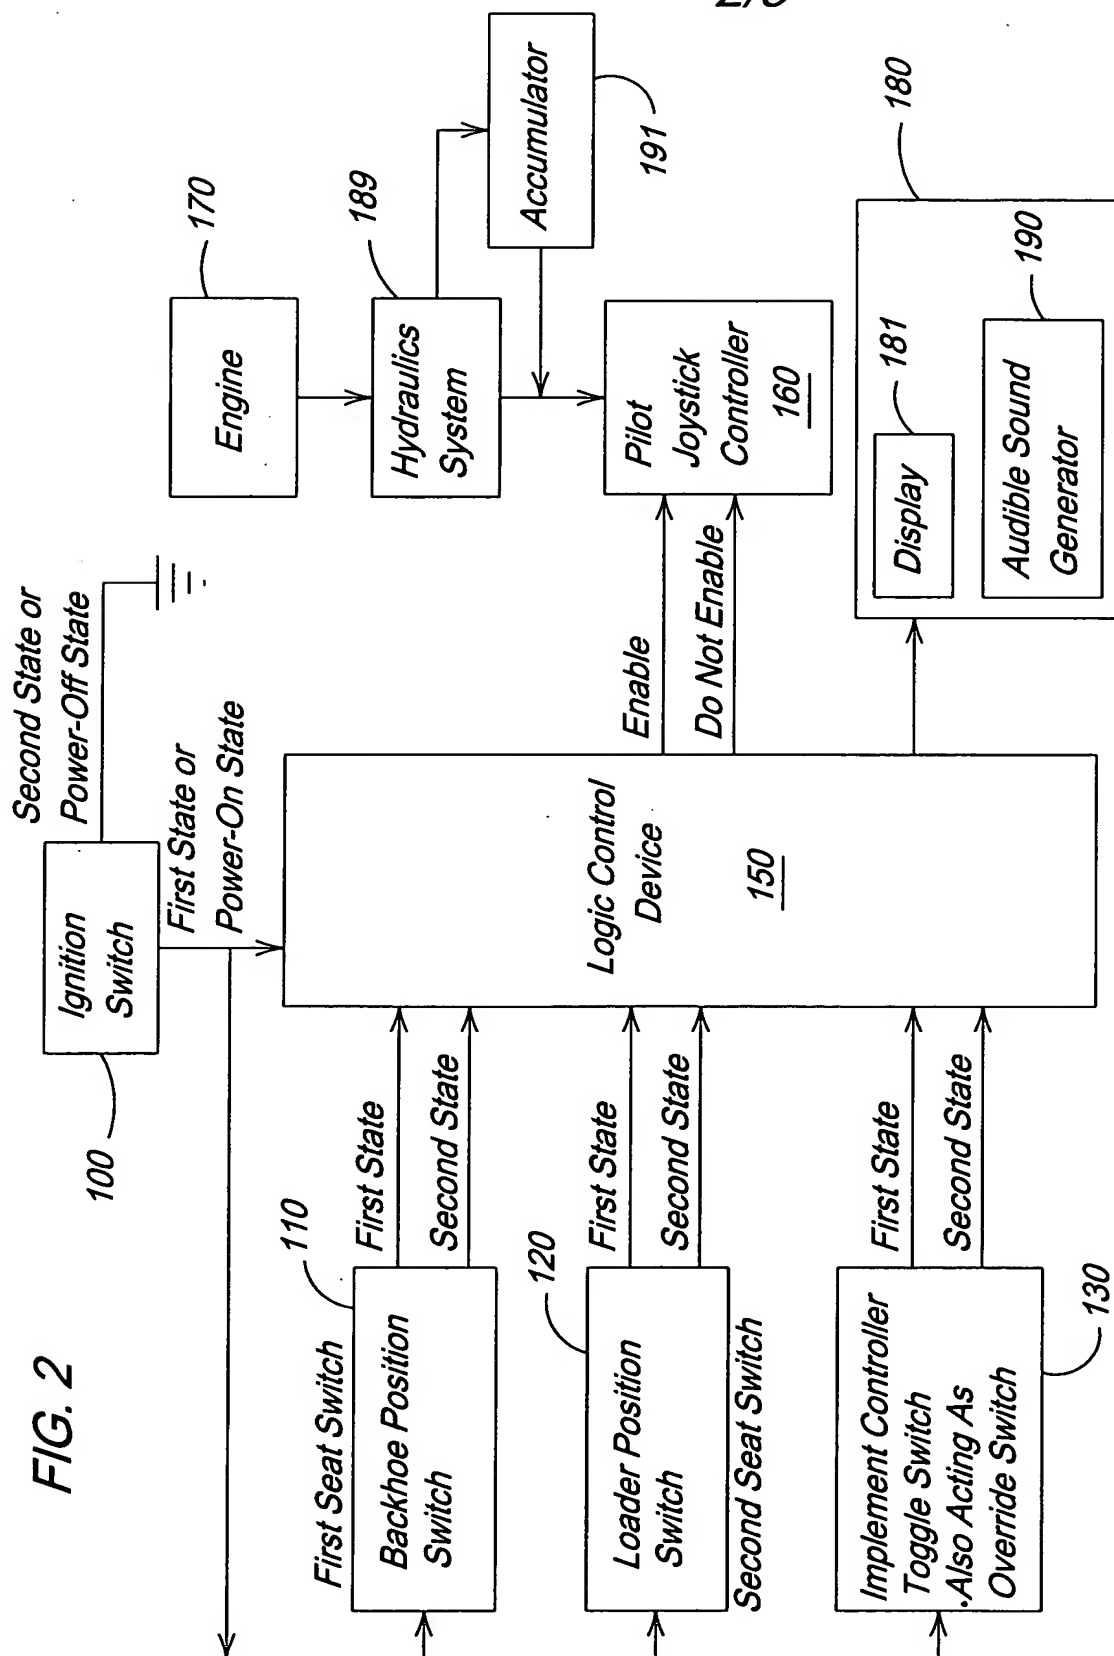 FIG. 2
Ignition
Switch
100
Second State or
Power-Off State
First State or
Power-On State
First Seat Switch
Backhoe Position
Switch
110
First State
Second State
Loader Position
Switch
120
Second Seat Switch
First State
Second State
Implement Controller
Toggle Switch
Also Acting As
Override Switch
130
First State
Second State
Logic Control
Device
150
Enable
Do Not Enable
Engine
170
Hydraulics
System
189
Accumulator
191
Pilot
Joystick
Controller
160
180
Display
181
Audible Sound
Generator
190